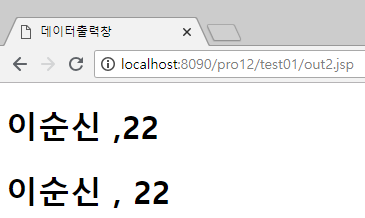 데이터출력창
localhost:8090/pro12/test01/out2.jsp
이순신 ,22
이순신 , 22